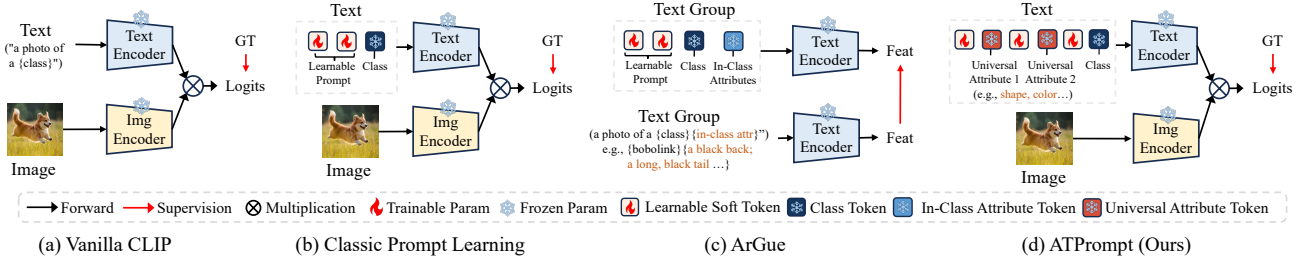 Text
("a photo of
a {class}")
Text
Encoder
GT
Logits
Img
Encoder
Image
Text
Learnable
Prompt
Class
Text
Encoder
GT
Logits
Img
Encoder
Image
Text Group
Learnable
Prompt
Class
In-Class
Attributes
Text
Encoder
Feat
Text Group
(a photo of a {class}{in-class attr}")
e.g., {bobolink}{a black back;
a long, black tail ...}
Text
Encoder
Feat
Text
Universal
Attribute 1
Universal
Attribute 2
Class
(e.g., shape, color...)
Text
Encoder
GT
Logits
Img
Encoder
Image
Forward
Supervision
Multiplication
Trainable Param
Frozen Param
Learnable Soft Token
Class Token
In-Class Attribute Token
Universal Attribute Token
(a) Vanilla CLIP
(b) Classic Prompt Learning
(c) ArGue
(d) ATPrompt (Ours)